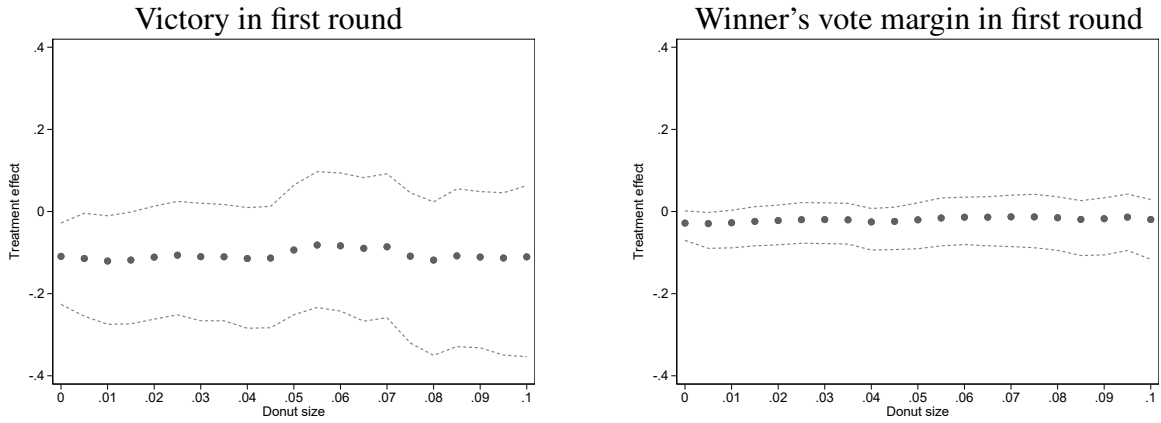 Victory in first round
.4
.2
0
-.2
-.4
Treatment effect
0 .01 .02 .03 .04 .05 .06 .07 .08 .09 .1
Donut size
Winner's vote margin in first round
.4
.2
0
-.2
-.4
Treatment effect
0 .01 .02 .03 .04 .05 .06 .07 .08 .09 .1
Donut size